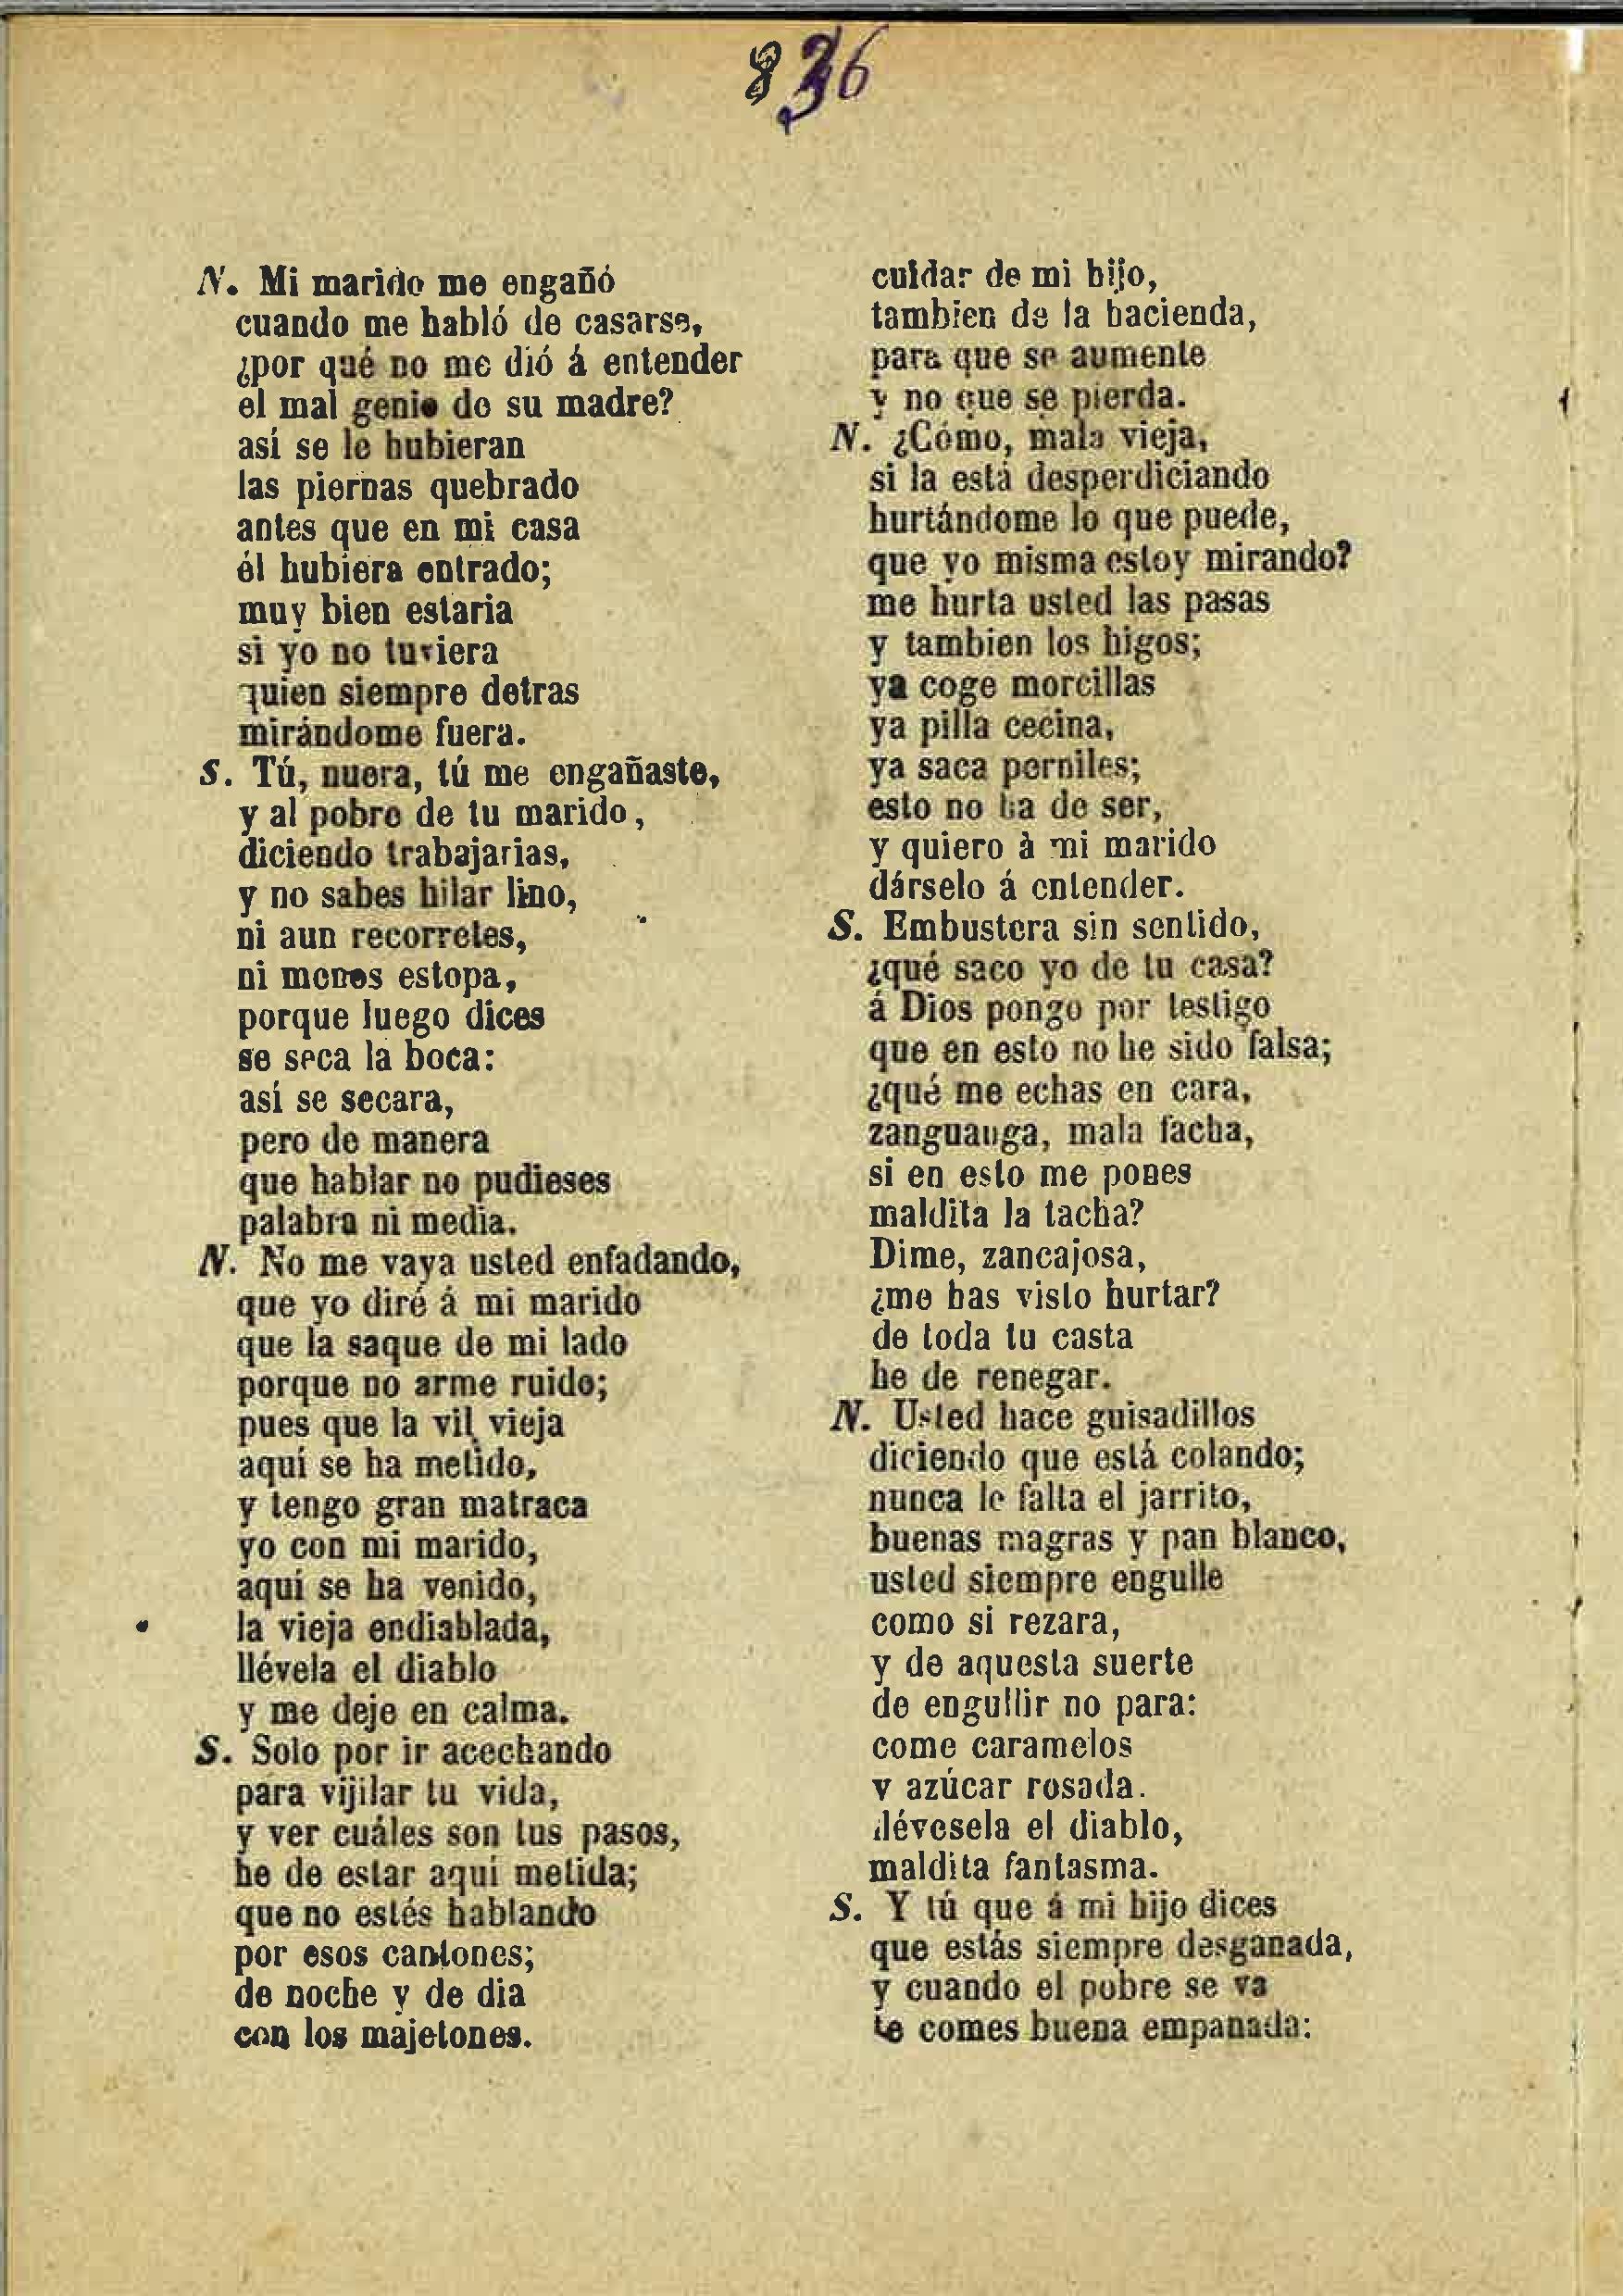 836
N. Mi marido me engañó
cuando me habló de casarse,
¿por qué no me dió á entender
el mal genio de su madre?
así se le hubieran
las piernas quebrado
antes que en mi casa
él hubiera entrado;
muy bien estaria
si yo no tuviera
quien siempre detras
mirándome fuera.
S. Tú, nuera, tú me engañaste,
y al pobre de tu marido,
diciendo trabajarias,
y no sabes hilar lino,
ni aun recorretes,
ni menos estopa,
porque luego dices
se seca la boca:
así se secara,
pero de manera
que hablar no pudieses
palabra ni media.
N. No me vaya usted enfadando,
que yo diré á mi marido
que la saque de mi lado
porque no arme ruido;
pues que la vil vieja
aquí se ha metido,
y tengo gran matraca
yo con mi marido,
aquí se ha venido,
la vieja endiablada,
llévela el diablo
y me deje en calma.
S. Solo por ir acechando
para vijilar tu vida,
y ver cuáles son tus pasos,
he de estar aquí metida;
que no estés hablando
por esos cantones;
de noche y de dia
con los majetones.
cuidar de mi hijo,
tambien de la hacienda,
para que se aumente
y no que se pierda.
N. ¿Cómo, mala vieja,
si la está desperdiciando
hurtándome lo que puede,
que yo misma estoy mirando?
me hurta usted las pasas
y tambien los higos;
ya coge morcillas
ya pilla cecina,
ya saca perniles;
esto no ha de ser,
y quiero à mi marido
dárselo á entender.
S. Embustera sin sentido,
¿qué saco yo de tu casa?
á Dios pongo por testigo
que en esto no he sido falsa;
¿qué me echas en cara,
zanguanga, mala facha,
si en esto me pones
maldita la tacha?
Dime, zancajosa,
¿me has visto hurtar?
de toda tu casta
he de renegar.
N. Usted hace guisadillos
diciendo que está colando;
nunca le falta el jarrito,
buenas magras y pan blanco,
usted siempre engulle
como si rezara,
y de aquesta suerte
de engullir no para:
come caramelos
y azúcar rosada.
llévesela el diablo,
maldita fantasma.
S. Y tú que á mi hijo dices
que estás siempre desganada,
y cuando el pobre se va
te comes buena empanada: